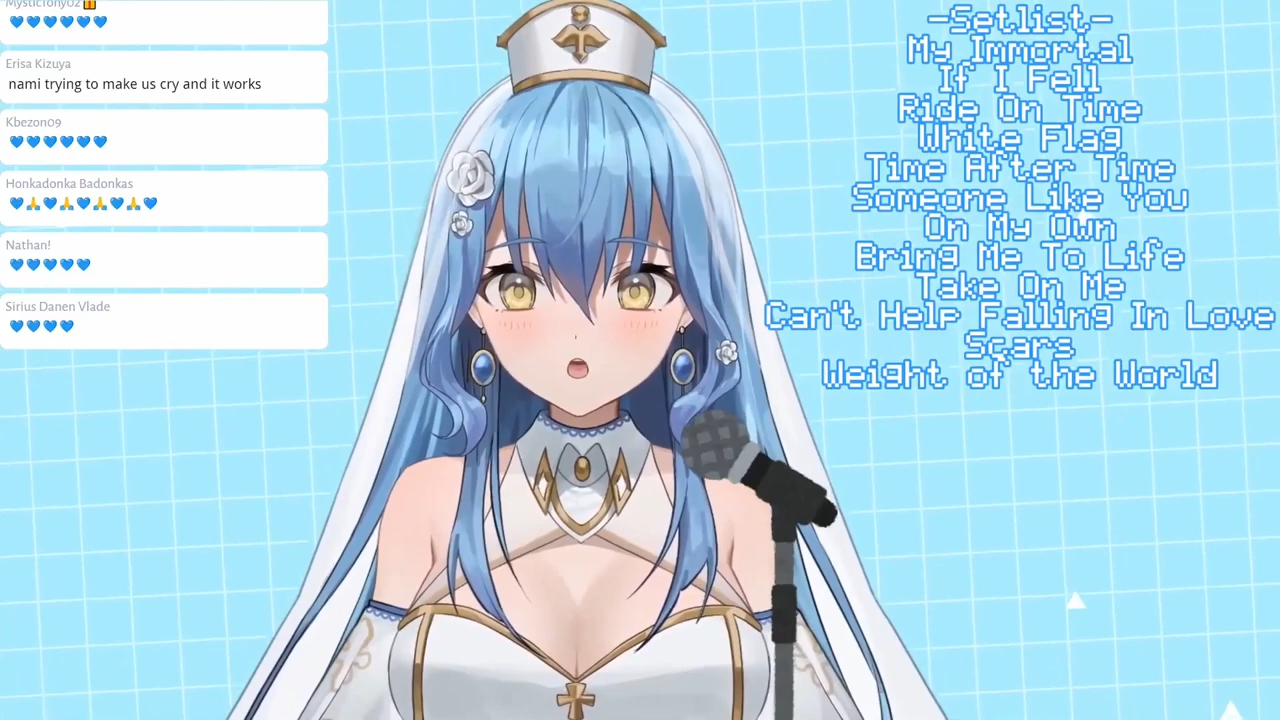 MysticTony02🎁
💙💙💙💙💙💙
Erisa Kizuya
nami trying to make us cry and it works
Kbezon09
💙💙💙💙💙💙
Honkadonka Badonkas
💙🙏💙🙏💙🙏💙🙏💙
Nathan!
💙💙💙💙💙
Sirius Danen Vlade
💙💙💙💙
-Setlist-
My Immortal
If I Fell
Ride On Time
White Flag
Time After Time
Someone Like You
On My Own
Bring Me To Life
Take On Me
Can't Help Falling In Love
Scars
Weight of the World